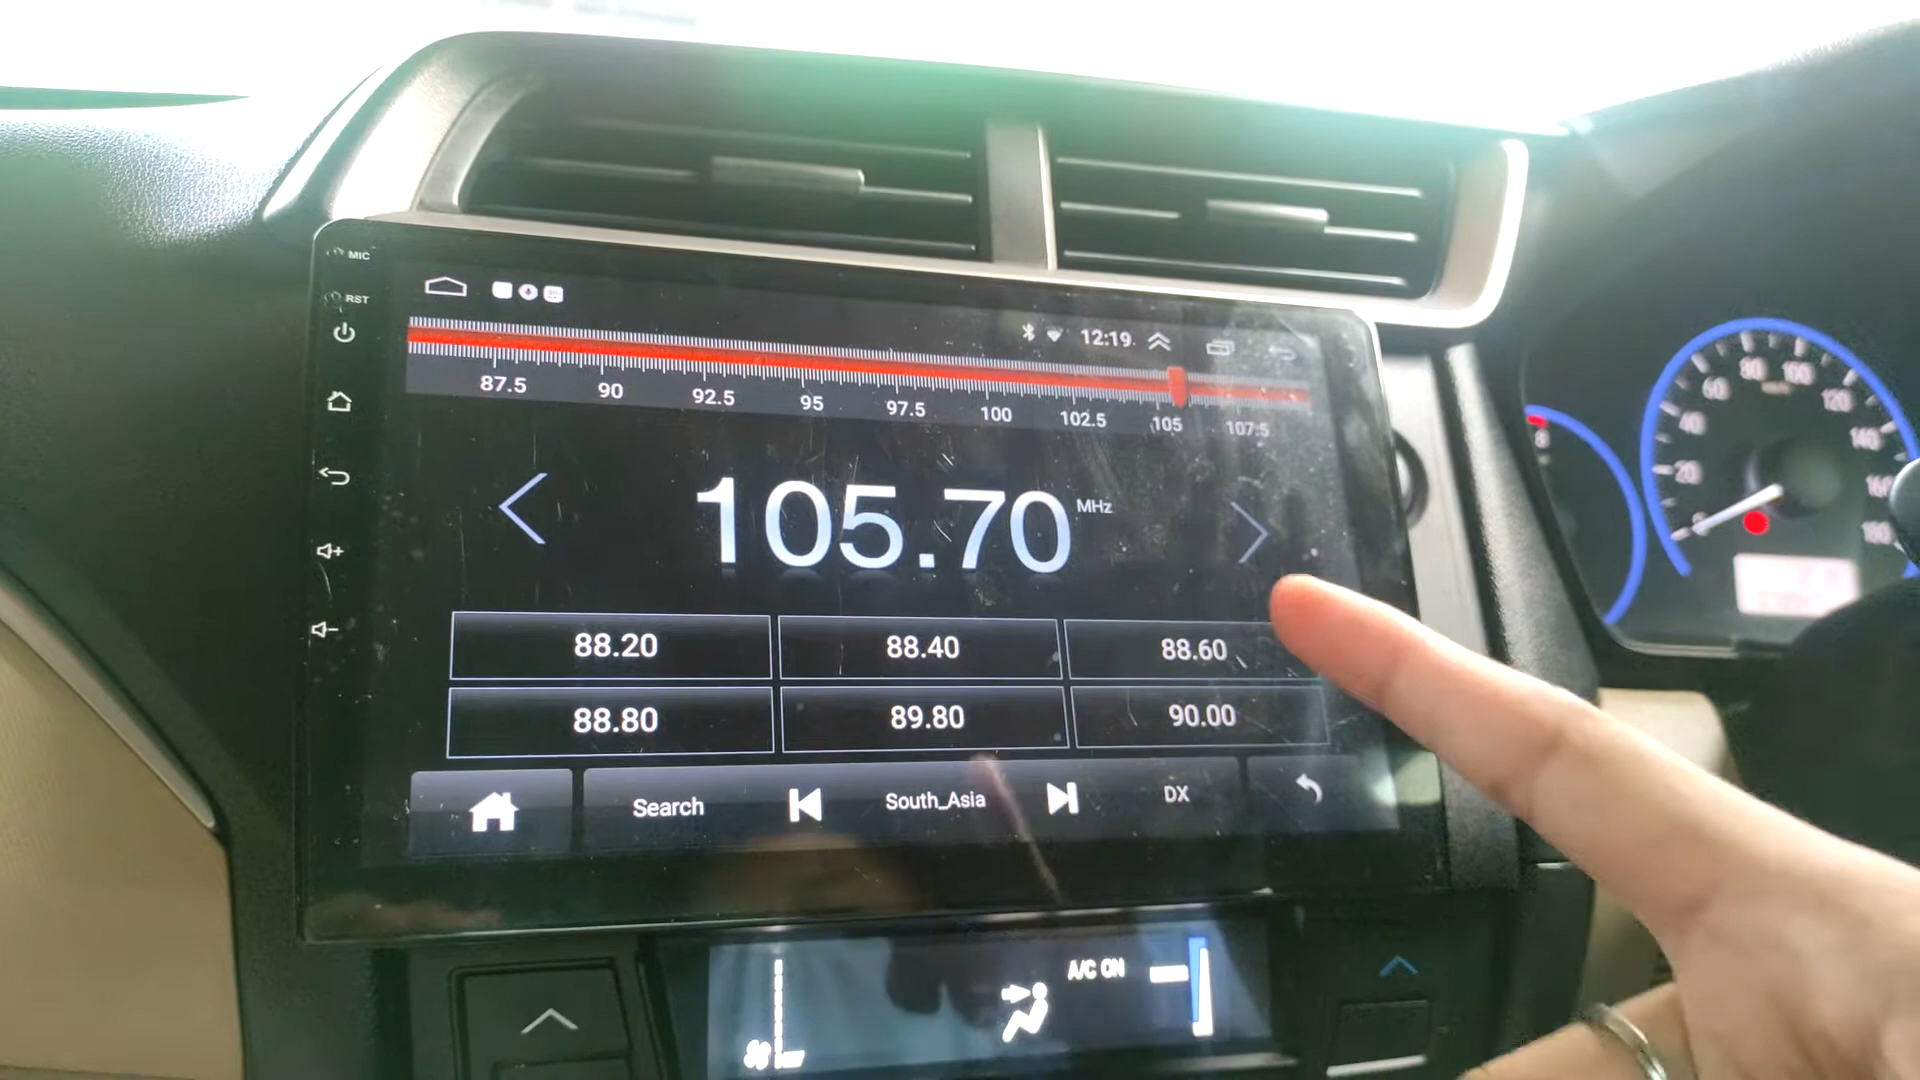 MIC
RST
12:19
87.5 90 92.5 95 97.5 100 102.5 105 107.5
105.70 MHz
88.20 88.40 88.60
88.80 89.80 90.00
Search South_Asia DX
A/C ON
20 40 60 80 100 120 140 160 180